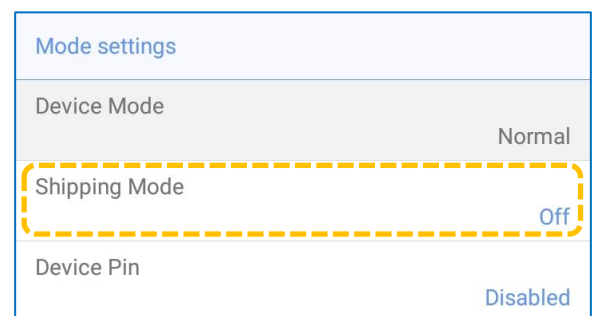 Mode settings
Device Mode
Normal
Shipping Mode
Off
Device Pin
Disabled